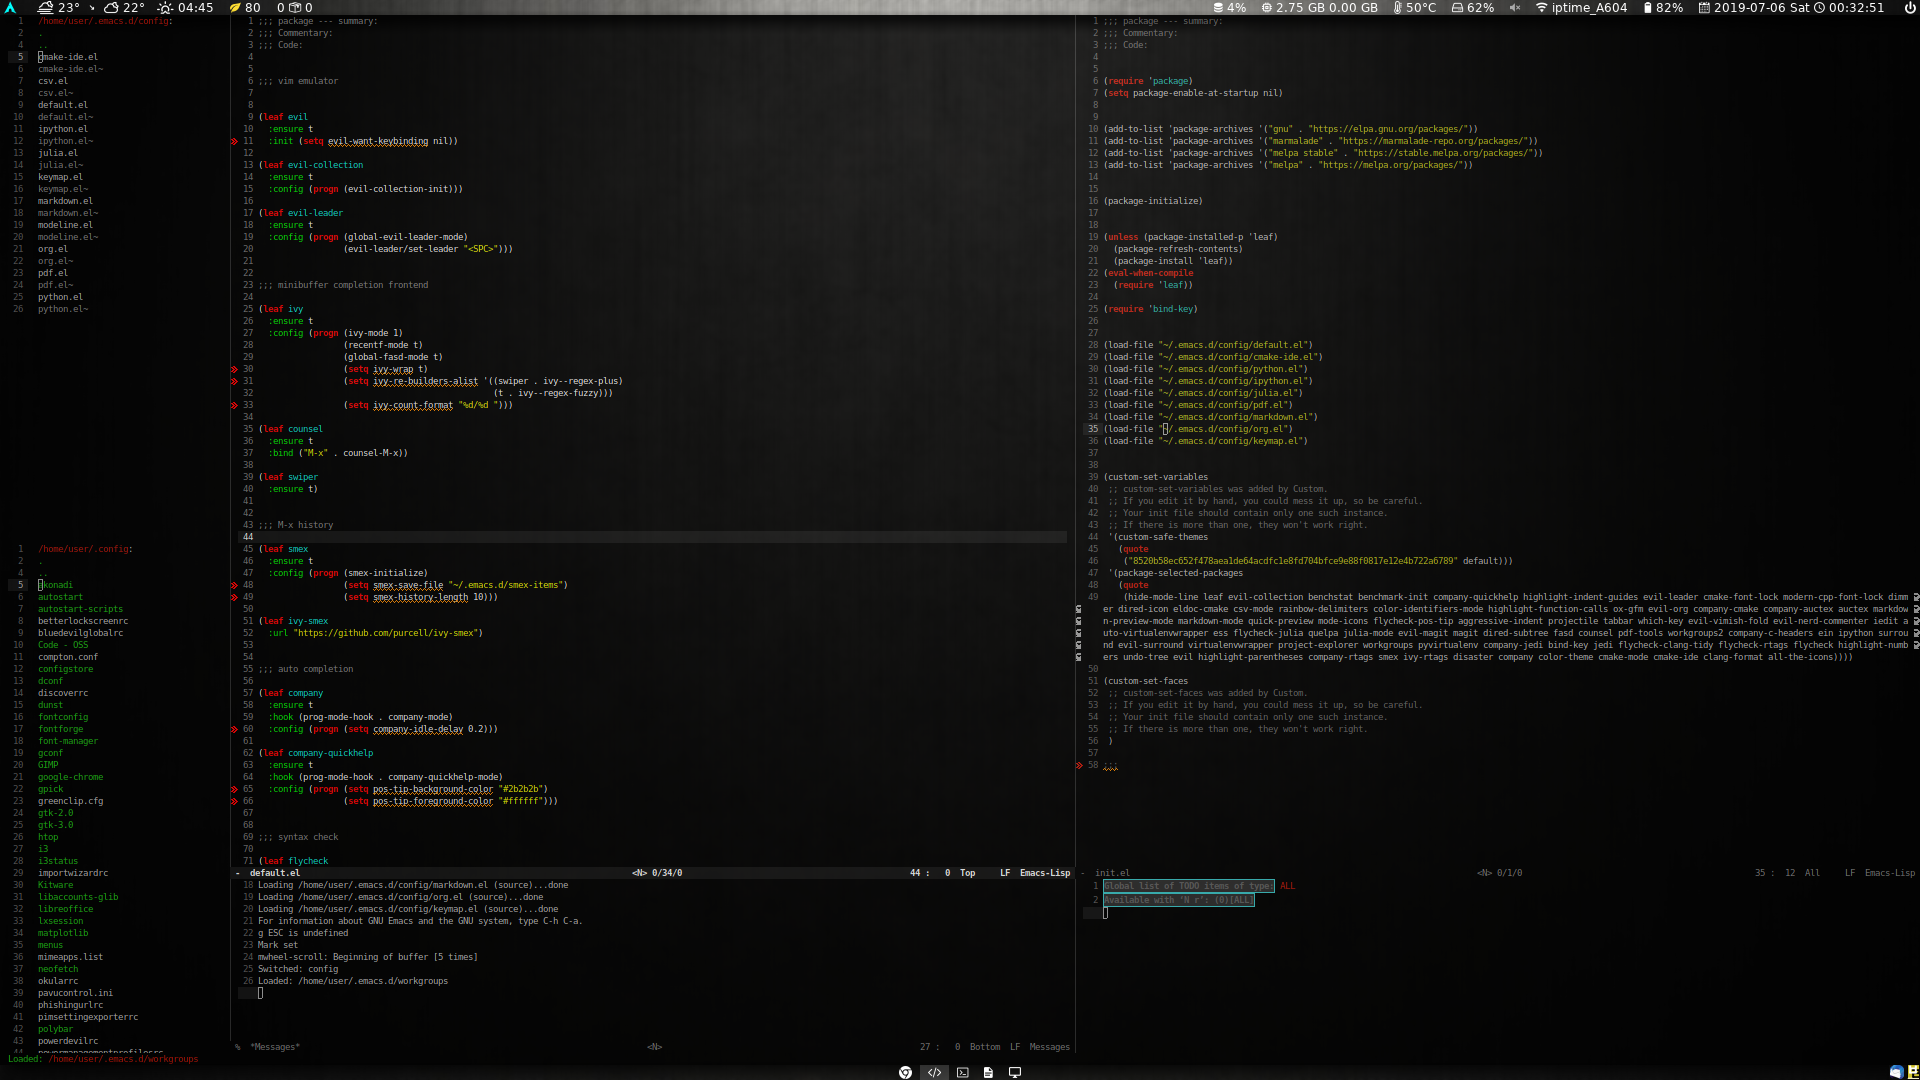 23° 22° 04:45 80 0 0 4% 2.75 GB 0.00 GB 50°C 62% iptime_A604 82% 2019-07-06 Sat 00:32:51
1 /home/user/.emacs.d/config:
2 .
4 ..
5 cmake-ide.el
6 cmake-ide.el~
7 csv.el
8 csv.el~
9 default.el
10 default.el~
11 ipython.el
12 ipython.el~
13 julia.el
14 julia.el~
15 keymap.el
16 keymap.el~
17 markdown.el
18 markdown.el~
19 modeline.el
20 modeline.el~
21 org.el
22 org.el~
23 pdf.el
24 pdf.el~
25 python.el
26 python.el~
1 /home/user/.config:
2 .
4 ..
5 akonadi
6 autostart
7 autostart-scripts
8 betterlockscreenrc
9 bluedevilglobalrc
10 Code - OSS
11 compton.conf
12 configstore
13 dconf
14 discoverrc
15 dunst
16 fontconfig
17 fontforge
18 font-manager
19 gconf
20 GIMP
21 google-chrome
22 gpick
23 greenclip.cfg
24 gtk-2.0
25 gtk-3.0
26 htop
27 i3
28 i3status
29 importwizardrc
30 Kitware
31 libaccounts-glib
32 libreoffice
33 lxsession
34 matplotlib
35 menus
36 mimeapps.list
37 neofetch
38 okularrc
39 pavucontrol.ini
40 phishingurlrc
41 pimsettingexporterrc
42 polybar
43 powerdevilrc
44 powermanagementprofilesrc
1 ;;; package --- summary:
2 ;;; Commentary:
3 ;;; Code:
4
5
6 ;;; vim emulator
7
8
9 (leaf evil
10 :ensure t
11 :init (setq evil-want-keybinding nil))
12
13 (leaf evil-collection
14 :ensure t
15 :config (progn (evil-collection-init)))
16
17 (leaf evil-leader
18 :ensure t
19 :config (progn (global-evil-leader-mode)
20 (evil-leader/set-leader "<SPC>")))
21
22
23 ;;; minibuffer completion frontend
24
25 (leaf ivy
26 :ensure t
27 :config (progn (ivy-mode 1)
28 (recentf-mode t)
29 (global-fasd-mode t)
30 (setq ivy-wrap t)
31 (setq ivy-re-builders-alist '((swiper . ivy--regex-plus)
32 (t . ivy--regex-fuzzy)))
33 (setq ivy-count-format "%d/%d ")))
34
35 (leaf counsel
36 :ensure t
37 :bind ("M-x" . counsel-M-x))
38
39 (leaf swiper
40 :ensure t)
41
42
43 ;;; M-x history
44
45 (leaf smex
46 :ensure t
47 :config (progn (smex-initialize)
48 (setq smex-save-file "~/.emacs.d/smex-items")
49 (setq smex-history-length 10)))
50
51 (leaf ivy-smex
52 :url "https://github.com/purcell/ivy-smex")
53
54
55 ;;; auto completion
56
57 (leaf company
58 :ensure t
59 :hook (prog-mode-hook . company-mode)
60 :config (progn (setq company-idle-delay 0.2)))
61
62 (leaf company-quickhelp
63 :ensure t
64 :hook (prog-mode-hook . company-quickhelp-mode)
65 :config (progn (setq pos-tip-background-color "#2b2b2b")
66 (setq pos-tip-foreground-color "#ffffff")))
67
68
69 ;;; syntax check
70
71 (leaf flycheck
- default.el <N> 0/34/0 44 : 0 Top LF Emacs-Lisp
18 Loading /home/user/.emacs.d/config/markdown.el (source)...done
19 Loading /home/user/.emacs.d/config/org.el (source)...done
20 Loading /home/user/.emacs.d/config/keymap.el (source)...done
21 For information about GNU Emacs and the GNU system, type C-h C-a.
22 g ESC is undefined
23 Mark set
24 mwheel-scroll: Beginning of buffer [5 times]
25 Switched: config
26 Loaded: /home/user/.emacs.d/workgroups
% *Messages* <N> 27 : 0 Bottom LF Messages
1 ;;; package --- summary:
2 ;;; Commentary:
3 ;;; Code:
4
5
6 (require 'package)
7 (setq package-enable-at-startup nil)
8
9
10 (add-to-list 'package-archives '("gnu" . "https://elpa.gnu.org/packages/"))
11 (add-to-list 'package-archives '("marmalade" . "https://marmalade-repo.org/packages/"))
12 (add-to-list 'package-archives '("melpa stable" . "https://stable.melpa.org/packages/"))
13 (add-to-list 'package-archives '("melpa" . "https://melpa.org/packages/"))
14
15
16 (package-initialize)
17
18
19 (unless (package-installed-p 'leaf)
20 (package-refresh-contents)
21 (package-install 'leaf))
22 (eval-when-compile
23 (require 'leaf))
24
25 (require 'bind-key)
26
27
28 (load-file "~/.emacs.d/config/default.el")
29 (load-file "~/.emacs.d/config/cmake-ide.el")
30 (load-file "~/.emacs.d/config/python.el")
31 (load-file "~/.emacs.d/config/ipython.el")
32 (load-file "~/.emacs.d/config/julia.el")
33 (load-file "~/.emacs.d/config/pdf.el")
34 (load-file "~/.emacs.d/config/markdown.el")
35 (load-file "~/.emacs.d/config/org.el")
36 (load-file "~/.emacs.d/config/keymap.el")
37
38
39 (custom-set-variables
40 ;; custom-set-variables was added by Custom.
41 ;; If you edit it by hand, you could mess it up, so be careful.
42 ;; Your init file should contain only one such instance.
43 ;; If there is more than one, they won't work right.
44 '(custom-safe-themes
45 (quote
46 ("8520b58ec652f478aea1de64acdfc1e8fd704bfce9e88f0817e12e4b722a6789" default)))
47 '(package-selected-packages
48 (quote
49 (hide-mode-line leaf evil-collection benchstat benchmark-init company-quickhelp highlight-indent-guides evil-leader cmake-font-lock modern-cpp-font-lock dimm
er dired-icon eldoc-cmake csv-mode rainbow-delimiters color-identifiers-mode highlight-function-calls ox-gfm evil-org company-cmake company-auctex auctex markdow
n-preview-mode markdown-mode quick-preview mode-icons flycheck-pos-tip aggressive-indent projectile tabbar which-key evil-vimish-fold evil-nerd-commenter iedit a
uto-virtualenvwrapper ess flycheck-julia quelpa julia-mode evil-magit magit dired-subtree fasd counsel pdf-tools workgroups2 company-c-headers ein ipython surrou
nd evil-surround virtualenvwrapper project-explorer workgroups pyvirtualenv company-jedi bind-key jedi flycheck-clang-tidy flycheck-rtags flycheck highlight-numb
ers undo-tree evil highlight-parentheses company-rtags smex ivy-rtags disaster company color-theme cmake-mode cmake-ide clang-format all-the-icons))))
50
51 (custom-set-faces
52 ;; custom-set-faces was added by Custom.
53 ;; If you edit it by hand, you could mess it up, so be careful.
54 ;; Your init file should contain only one such instance.
55 ;; If there is more than one, they won't work right.
56 )
57
58 ;;;
- init.el <N> 0/1/0 35 : 12 All LF Emacs-Lisp
1 Global list of TODO items of type: ALL
2 Available with 'N r': (0)[ALL]
Loaded: /home/user/.emacs.d/workgroups